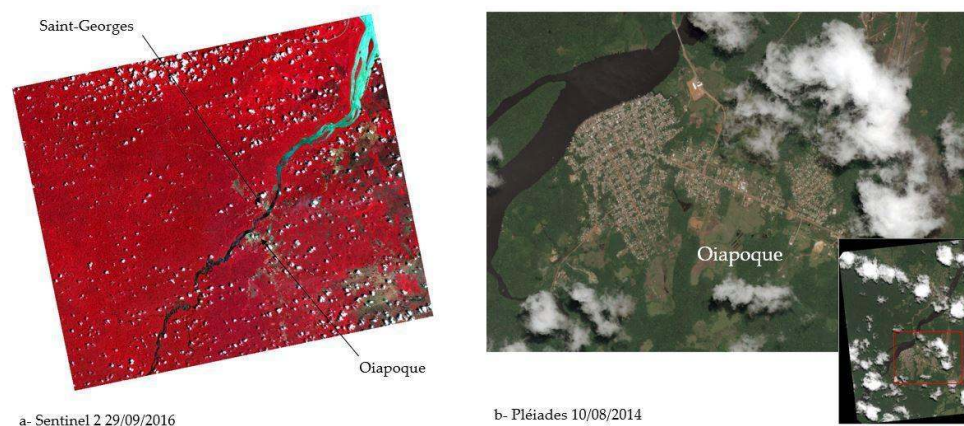 Saint-Georges
Oiapoque
a- Sentinel 2 29/09/2016
Oiapoque
b- Pléiades 10/08/2014